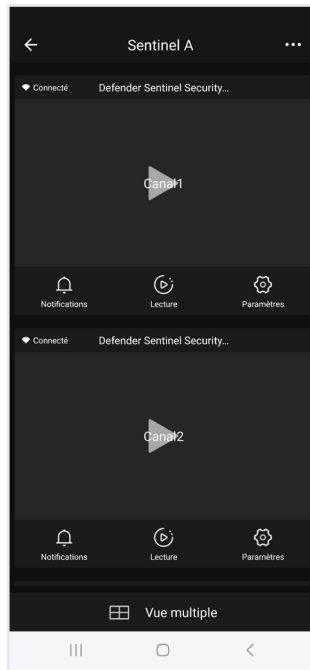 Sentinel A
Connecté Defender Sentinel Security...
Canal1
Notifications Lecture Paramètres
Connecté Defender Sentinel Security...
Canal2
Notifications Lecture Paramètres
Vue multiple